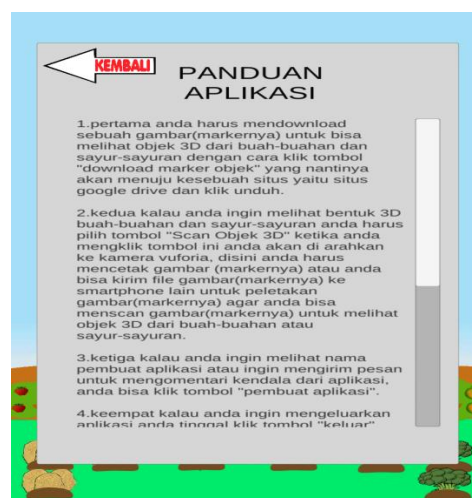 KEMBALI
PANDUAN
APLIKASI
1.pertama anda harus mendownload
sebuah gambar(markernya) untuk bisa
melihat objek 3D dari buah-buahan dan
sayur-sayuran dengan cara klik tombol
"download marker objek" yang nantinya
akan menuju kesebuah situs yaitu situs
google drive dan klik unduh.
2.kedua kalau anda ingin melihat bentuk 3D
buah-buahan dan sayur-sayuran anda harus
pilih tombol "Scan Objek 3D" ketika anda
mengklik tombol ini anda akan di arahkan
ke kamera vuforia, disini anda harus
mencetak gambar (markernya) atau anda
bisa kirim file gambar(markernya) ke
smartphone lain untuk peletakan
gambar(markernya) agar anda bisa
menscan gambar(markernya) untuk melihat
objek 3D dari buah-buahan atau
sayur-sayuran.
3.ketiga kalau anda ingin melihat nama
pembuat aplikasi atau ingin mengirim pesan
untuk mengomentari kendala dari aplikasi,
anda bisa klik tombol "pembuat aplikasi".
4.keempat kalau anda ingin mengeluarkan
aplikasi anda tinggal klik tombol "keluar"